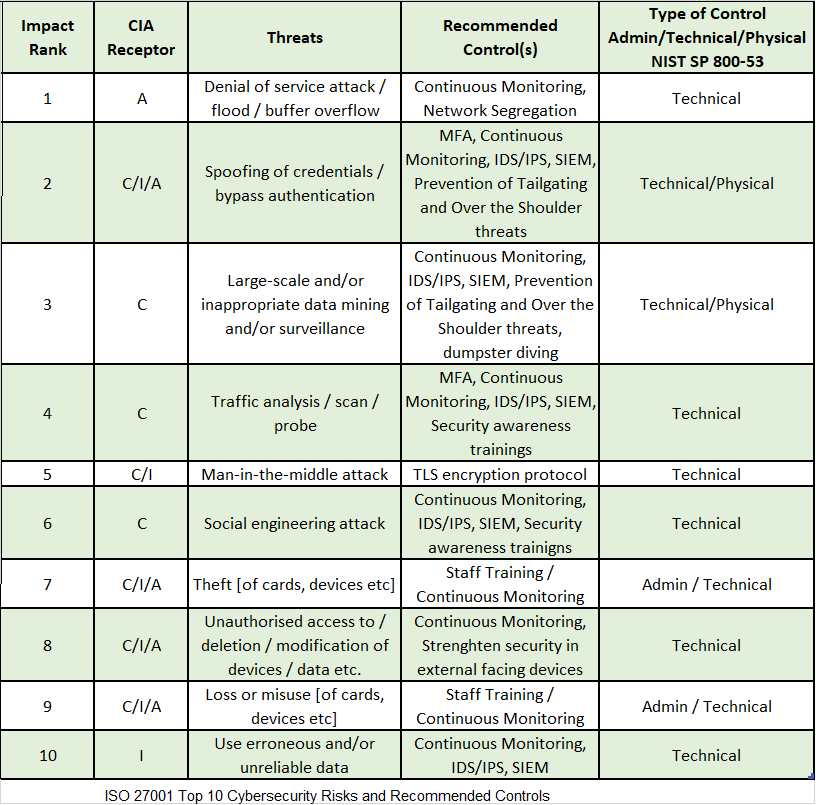 Impact Rank
CIA Receptor
Threats
Recommended Control(s)
Type of Control Admin/Technical/Physical NIST SP 800-53
1
A
Denial of service attack /
flood / buffer overflow
Continuous Monitoring,
Network Segregation
Technical
2
C/I/A
Spoofing of credentials /
bypass authentication
MFA, Continuous
Monitoring, IDS/IPS, SIEM,
Prevention of Tailgating
and Over the Shoulder
threats
Technical/Physical
3
C
Large-scale and/or
inappropriate data mining
and/or surveillance
Continuous Monitoring,
IDS/IPS, SIEM, Prevention
of Tailgating and Over the
Shoulder threats,
dumpster diving
Technical/Physical
4
C
Traffic analysis / scan /
probe
MFA, Continuous
Monitoring, IDS/IPS, SIEM,
Security awareness
trainings
Technical
5
C/I
Man-in-the-middle attack
TLS encryption protocol
Technical
6
C
Social engineering attack
Continuous Monitoring,
IDS/IPS, SIEM, Security
awareness trainigns
Technical
7
C/I/A
Theft [of cards, devices etc]
Staff Training /
Continuous Monitoring
Admin / Technical
8
C/I/A
Unauthorised access to /
deletion / modification of
devices / data etc.
Continuous Monitoring,
Strenghten security in
external facing devices
Technical
9
C/I/A
Loss or misuse [of cards,
devices etc]
Staff Training /
Continuous Monitoring
Admin / Technical
10
I
Use erroneous and/or
unreliable data
Continuous Monitoring,
IDS/IPS, SIEM
Technical
ISO 27001 Top 10 Cybersecurity Risks and Recommended Controls